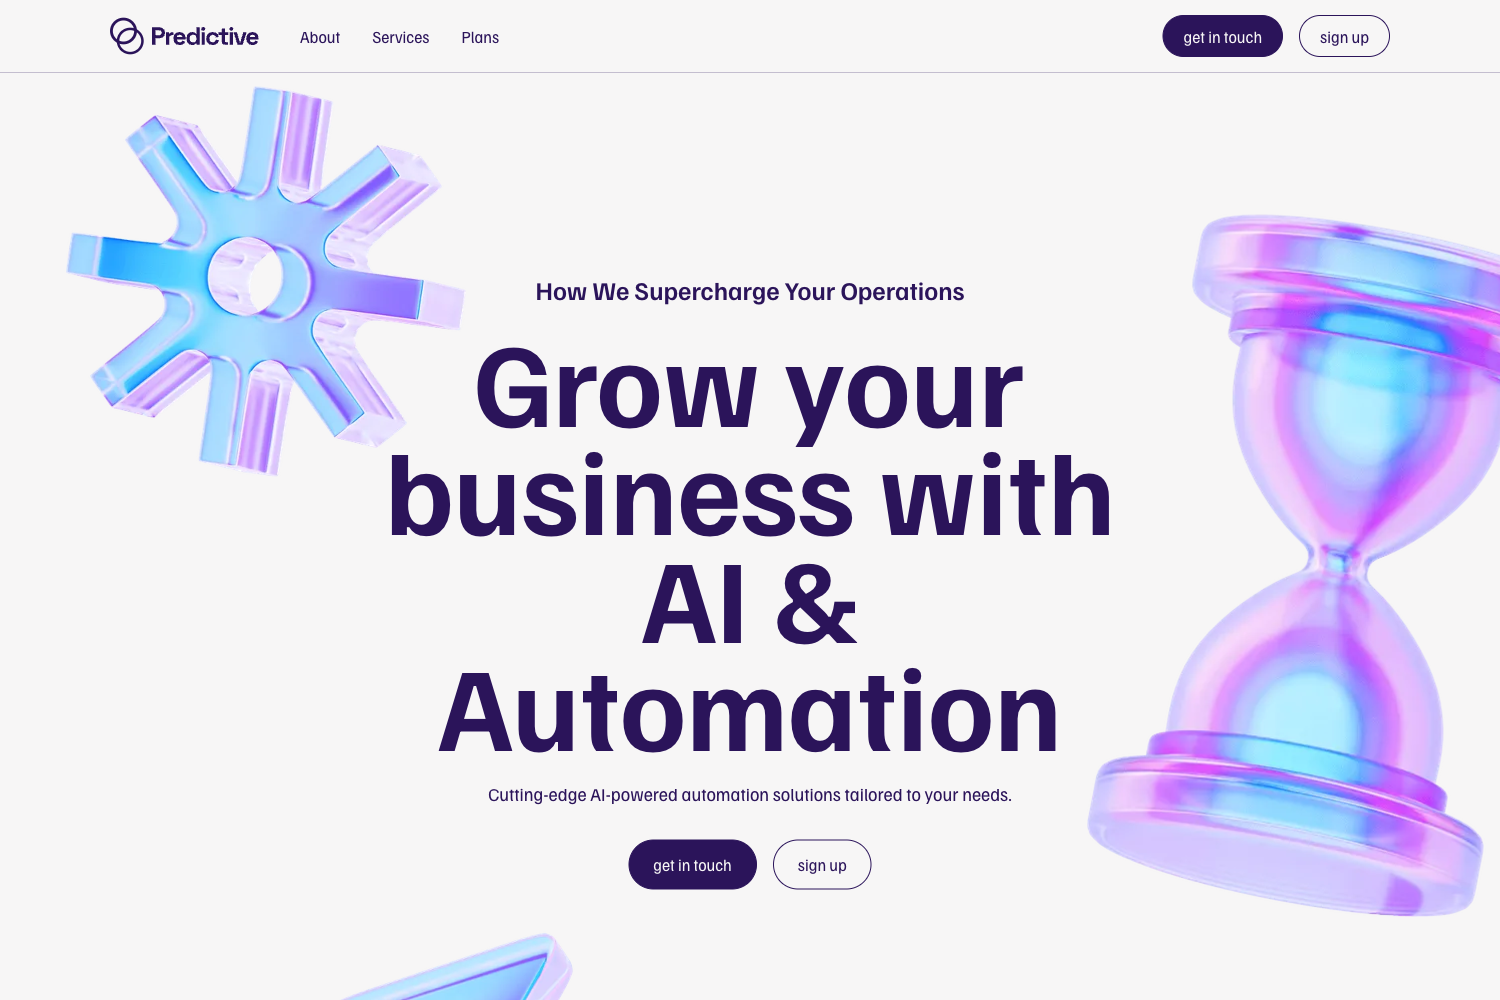 Predictive
About
Services
Plans
get in touch
sign up
How We Supercharge Your Operations
Grow your
business with
AI &
Automation
Cutting-edge AI-powered automation solutions tailored to your needs.
get in touch
sign up